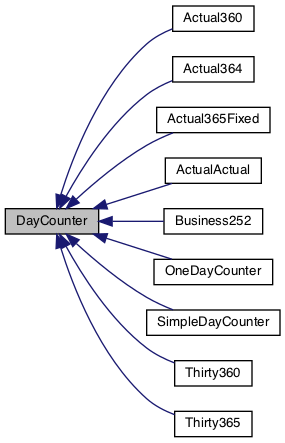 Actual360
Actual364
Actual365Fixed
ActualActual
DayCounter
Business252
OneDayCounter
SimpleDayCounter
Thirty360
Thirty365